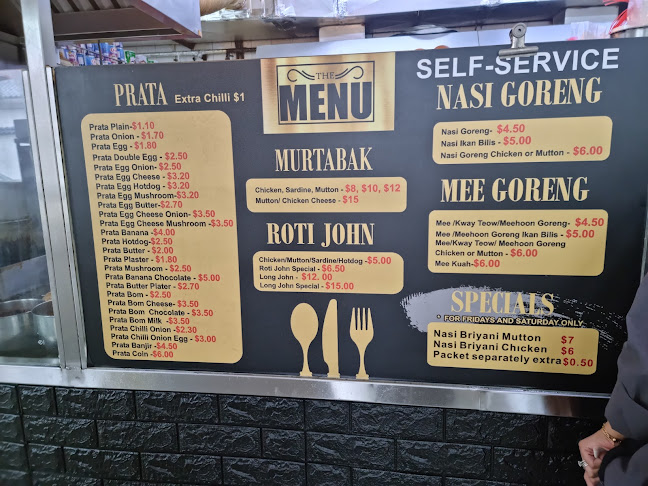 PRATA Extra Chilli $1
Prata Plain-$1.10
Prata Onion - $1.70
Prata Egg - $1.80
Prata Double Egg - $2.50
Prata Egg Onion- $2.50
Prata Egg Cheese - $3.20
Prata Egg Hotdog - $3.20
Prata Egg Mushroom-$3.20
Prata Egg Butter-$2.70
Prata Egg Cheese Onion- $3.50
Prata Egg Cheese Mushroom -$3.50
Prata Banana -$4.00
Prata Hotdog-$2.50
Prata Butter - $2.00
Prata Plaster - $1.80
Prata Mushroom - $2.50
Prata Banana Chocolate - $5.00
Prata Butter Plater - $2.70
Prata Bom - $2.50
Prata Bom Cheese-$3.50
Prata Bom Chocolate - $3.50
Prata Bom Milk -$3.50
Prata Chilli Onion -$2.30
Prata Chilli Onion Egg - $3.00
Prata Banjir-$4.50
Prata Coin -$6.00
THE
MENU
MURTABAK
Chicken, Sardine, Mutton - $8, $10, $12
Mutton/ Chicken Cheese - $15
ROTI JOHN
Chicken/Mutton/Sardine/Hotdog -$5.00
Roti John Special - $6.50
Long John - $12.00
Long John Special - $15.00
SELF-SERVICE
NASI GORENG
Nasi Goreng- $4.50
Nasi Ikan Bilis - $5.00
Nasi Goreng Chicken or Mutton - $6.00
MEE GORENG
Mee /Kway Teow/Meehoon Goreng- $4.50
Mee /Meehoon Goreng Ikan Bilis - $5.00
Mee/Kway Teow/ Meehoon Goreng
Chicken or Mutton - $6.00
Mee Kuah-$6.00
SPECIALS
* FOR FRIDAYS AND SATURDAY ONLY
Nasi Briyani Mutton $7
Nasi Briyani Chicken $6
Packet separately extra $0.50